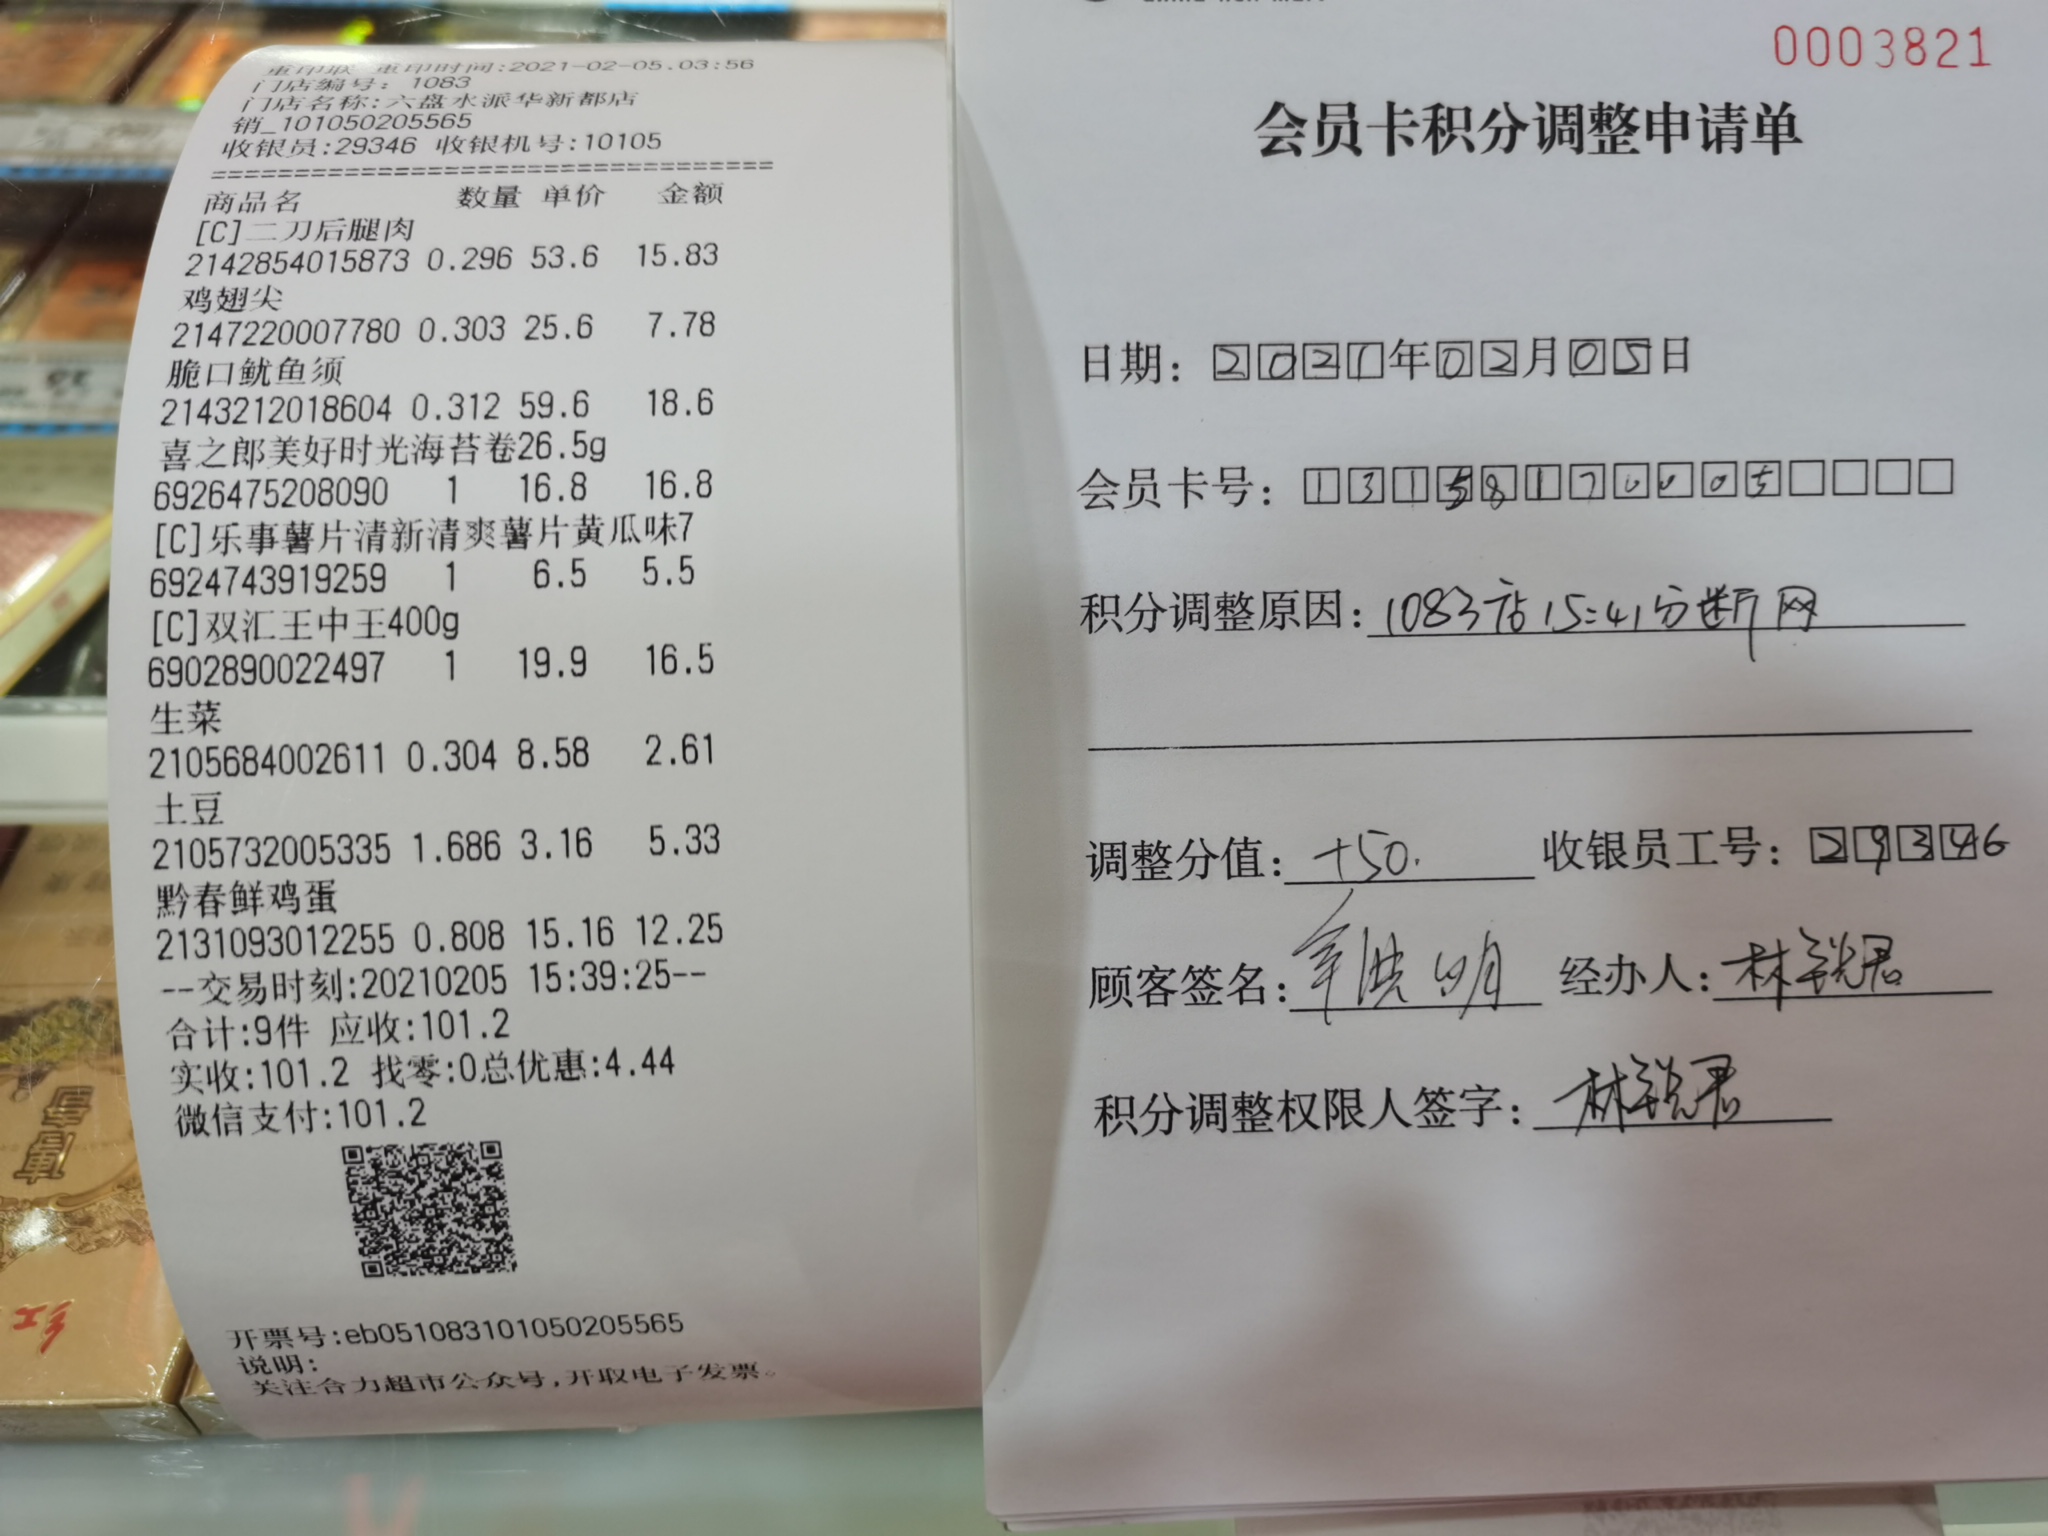 重印联 重印时间:2021-02-05.03:56
门店编号: 1083
门店名称:六盘水派华新都店
销_101050205565
收银员:29346 收银机号:10105
商品名 数量 单价 金额
[C]二刀后腿肉
2142854015873 0.296 53.6 15.83
鸡翅尖
2147220007780 0.303 25.6 7.78
脆口鱿鱼须
2143212018604 0.312 59.6 18.6
喜之郎美好时光海苔卷26.5g
6926475208090 1 16.8 16.8
[C]乐事薯片清新清爽薯片黄瓜味7
6924743919259 1 6.5 5.5
[C]双汇王中王400g
6902890022497 1 19.9 16.5
生菜
2105684002611 0.304 8.58 2.61
土豆
2105732005335 1.686 3.16 5.33
黔春鲜鸡蛋
2131093012255 0.808 15.16 12.25
--交易时刻:20210205 15:39:25--
合计:9件 应收:101.2
实收:101.2 找零:0总优惠:4.44
微信支付:101.2
开票号:eb051083101050205565
说明:
关注合力超市公众号,开取电子发票。
0003821
会员卡积分调整申请单
日期: 2021年02月05日
会员卡号: 13158170005
积分调整原因: 1083店15:41分断网
调整分值: +50. 收银员工号: 29346
顾客签名: 经办人: 林锐君
积分调整权限人签字: 林锐君